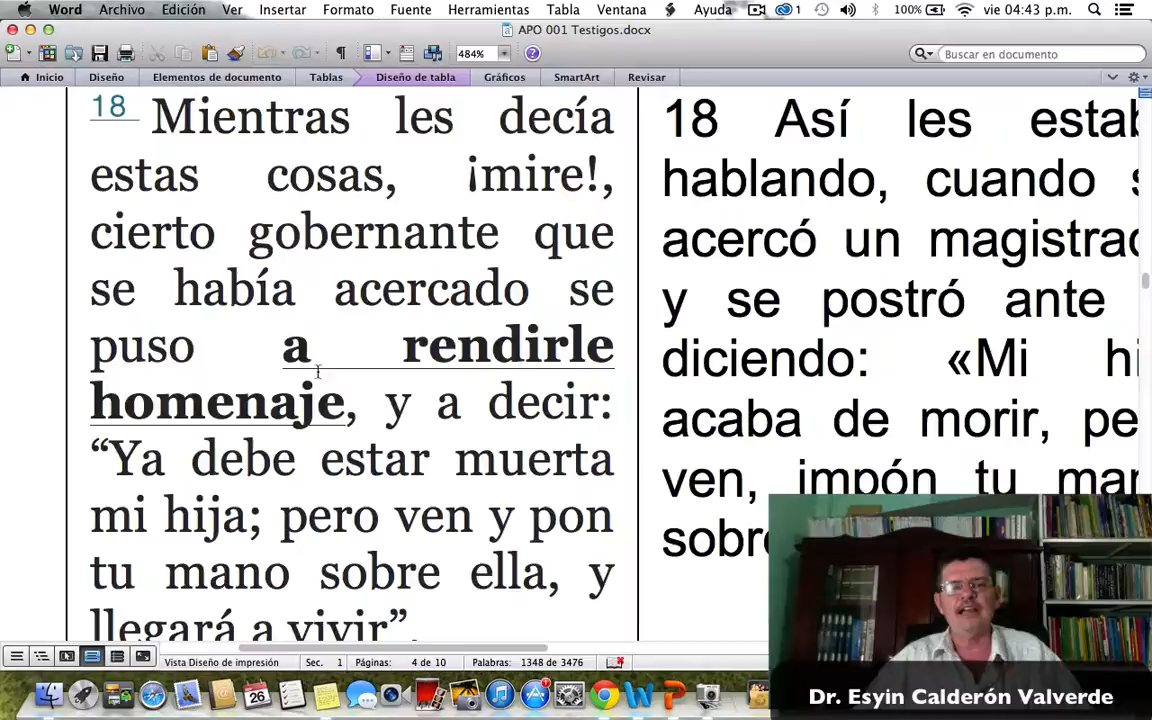 Word Archivo Edición Ver Insertar Formato Fuente Herramientas Tabla Ventana Ayuda 1 100% vie 04:43 p.m.
APO 001 Testigos.docx
484% Buscar en documento
Inicio Diseño Elementos de documento Tablas Diseño de tabla Gráficos SmartArt Revisar
18 Mientras les decía
estas cosas, ¡mire!,
cierto gobernante que
se había acercado se
puso a rendirle
homenaje, y a decir:
“Ya debe estar muerta
mi hija; pero ven y pon
tu mano sobre ella, y
llegará a vivir”.
18 Así les estab
hablando, cuando s
acercó un magistrad
y se postró ante
diciendo: «Mi hi
acaba de morir, pe
ven, impón tu man
sobre
Vista Diseño de impresión Sec. 1 Páginas: 4 de 10 Palabras: 1348 de 3476
26
Dr. Esyin Calderón Valverde